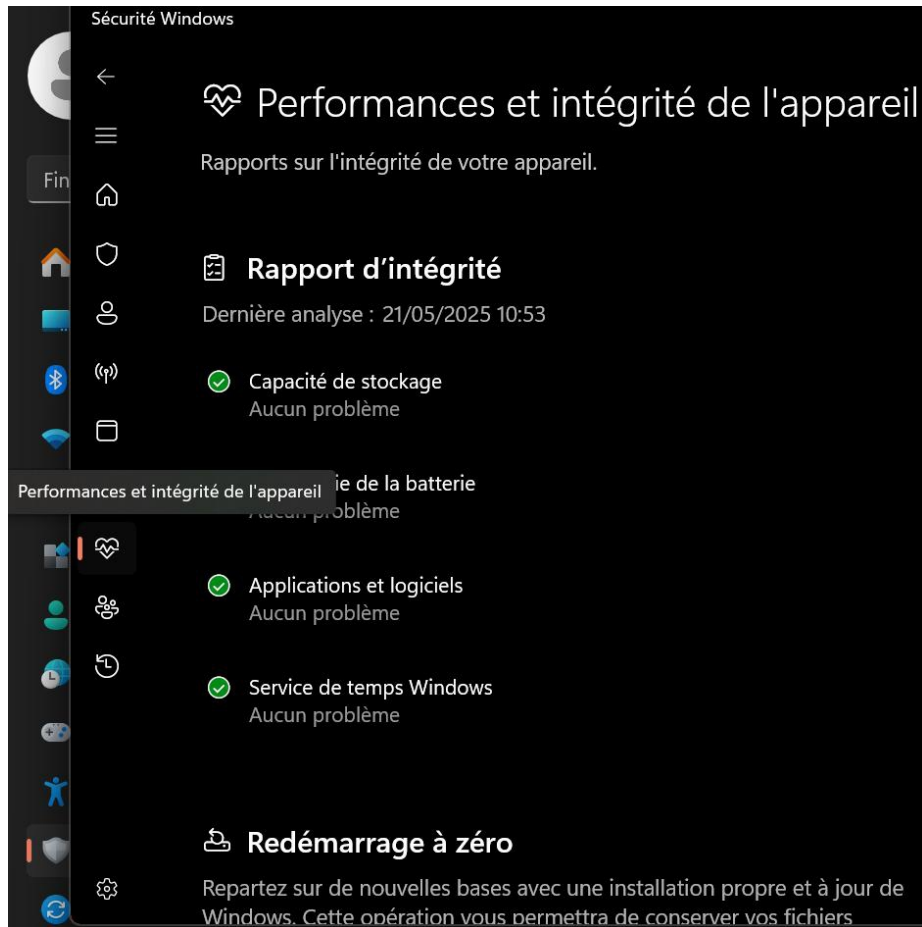 Sécurité Windows
Performances et intégrité de l'appareil
Rapports sur l'intégrité de votre appareil.
Fin
Rapport d’intégrité
Dernière analyse : 21/05/2025 10:53
Capacité de stockage
Aucun problème
ie de la batterie
Performances et intégrité de l'appareil
Aucun problème
Applications et logiciels
Aucun problème
Service de temps Windows
Aucun problème
Redémarrage à zéro
Repartez sur de nouvelles bases avec une installation propre et à jour de
Windows. Cette opération vous permettra de conserver vos fichiers